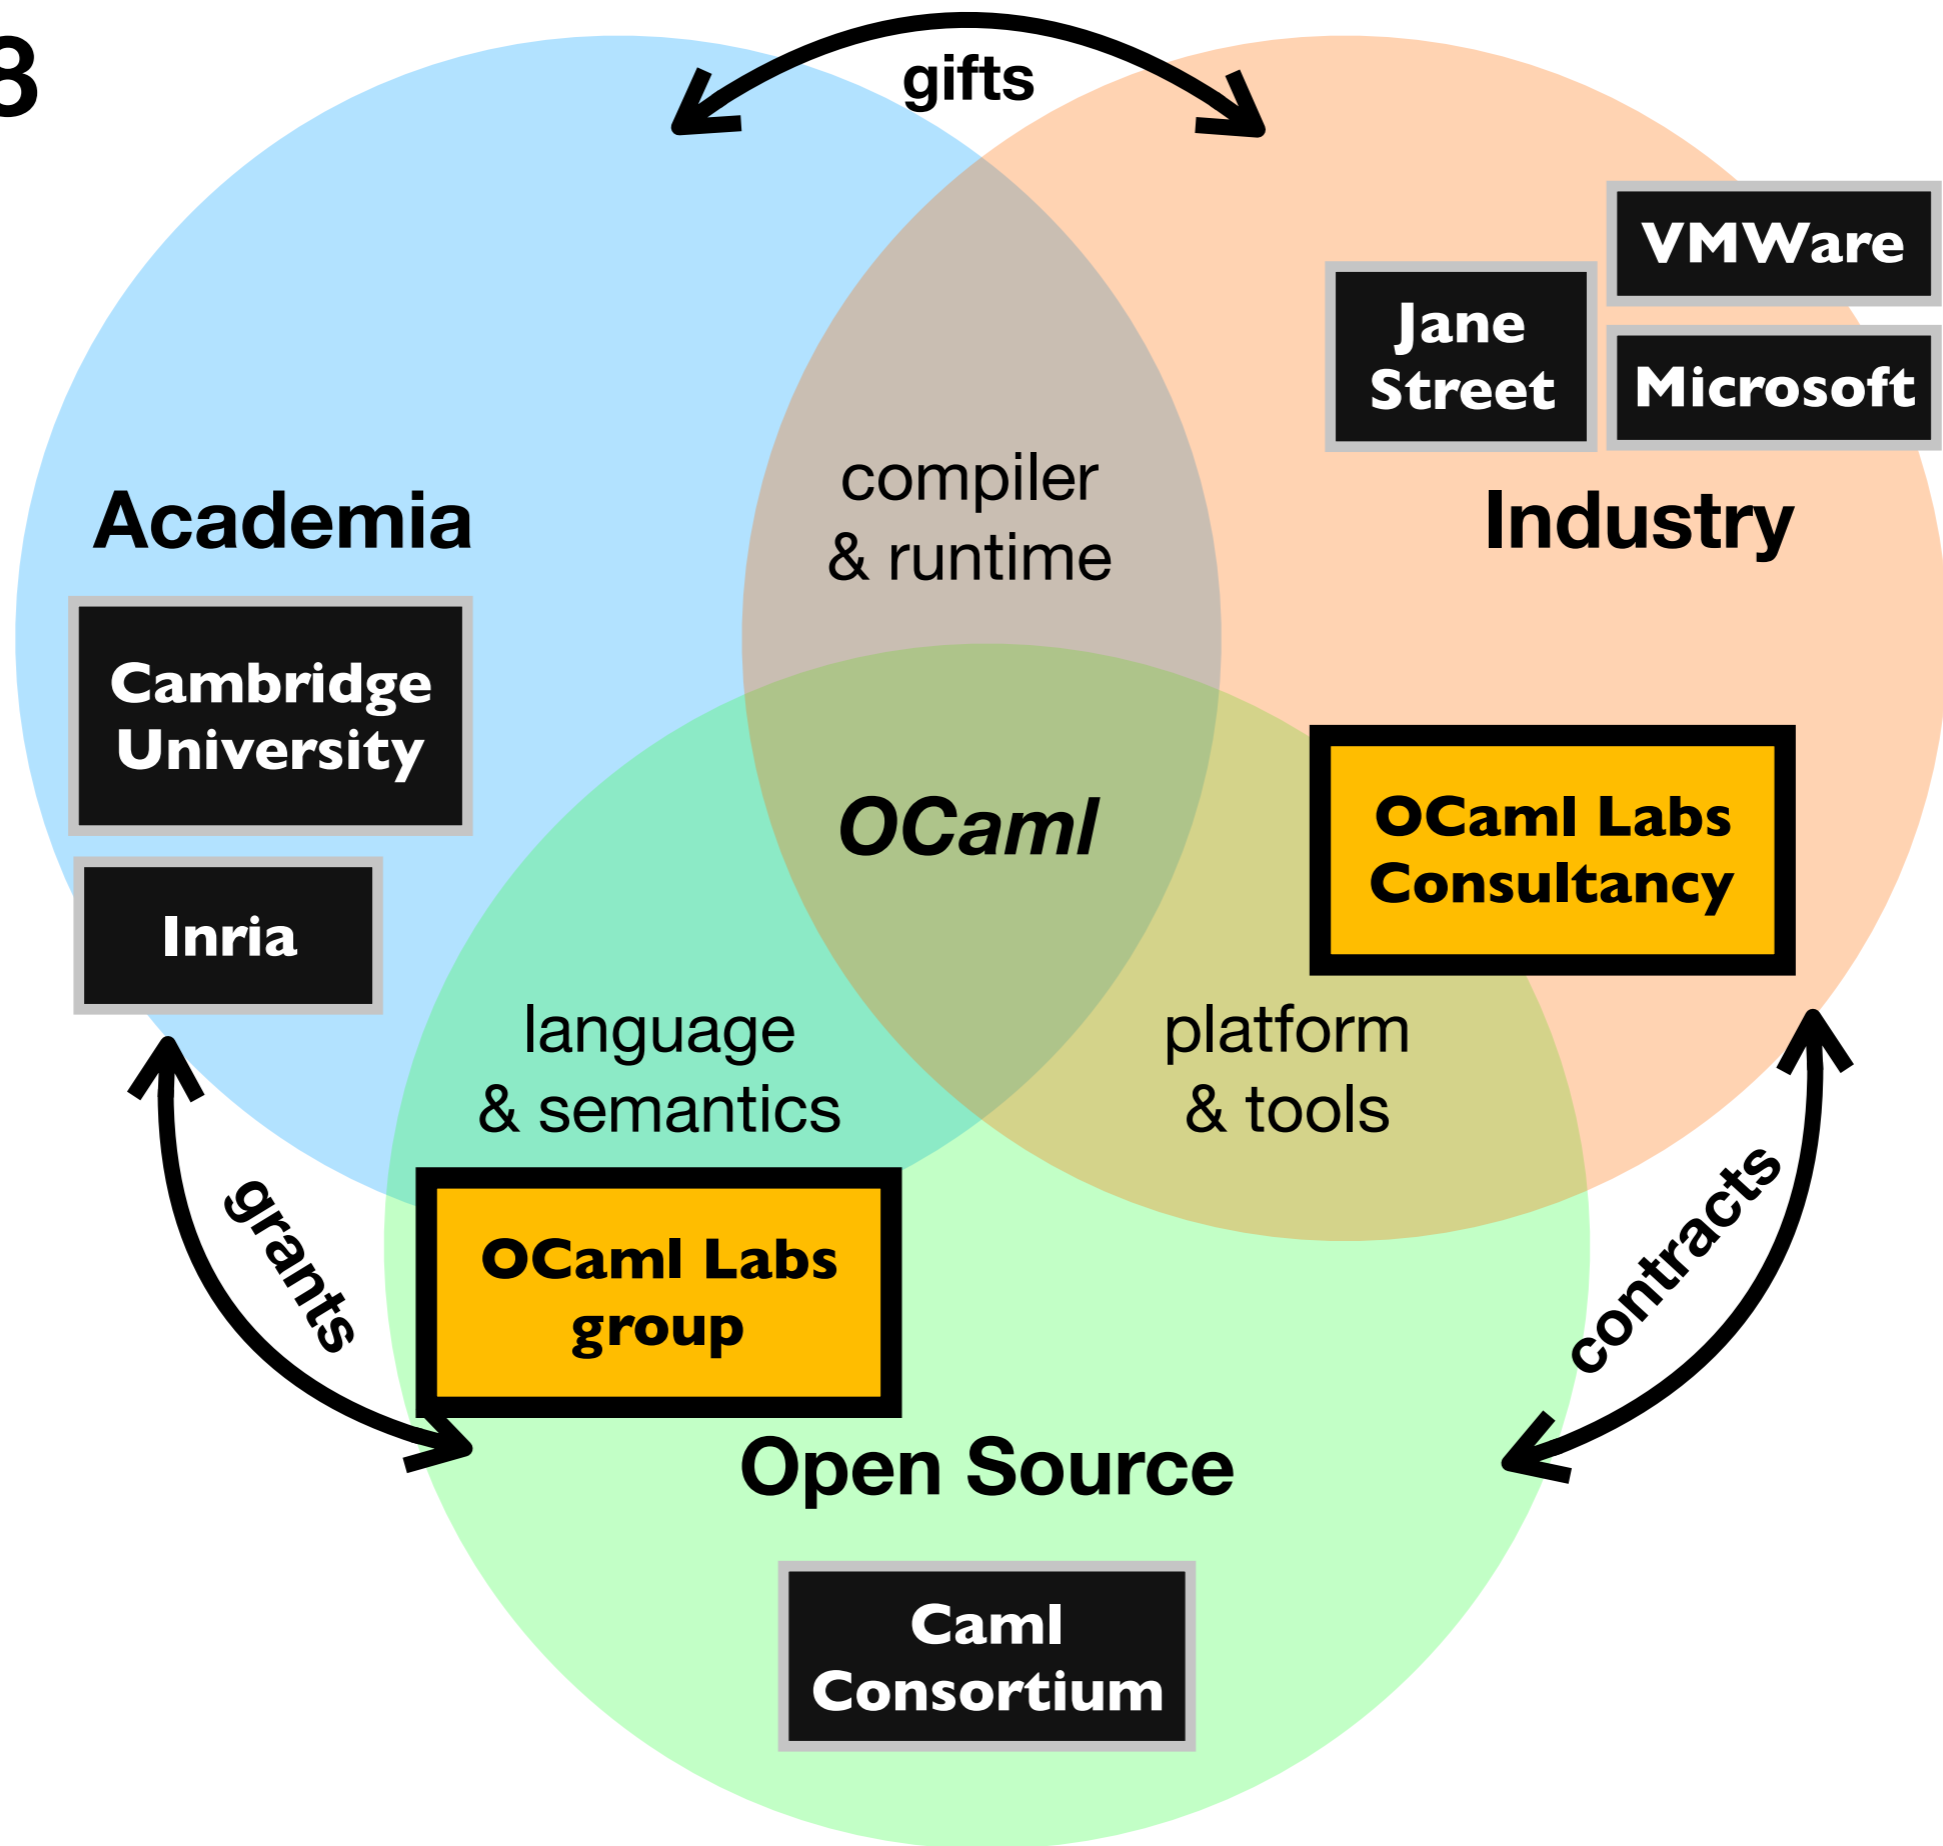 3
gifts
VMWare
Jane
Street
Microsoft
compiler
& runtime
Academia
Industry
Cambridge
University
OCaml
OCaml Labs
Consultancy
Inria
language
& semantics
platform
& tools
grants
contracts
OCaml Labs
group
Open Source
Caml
Consortium